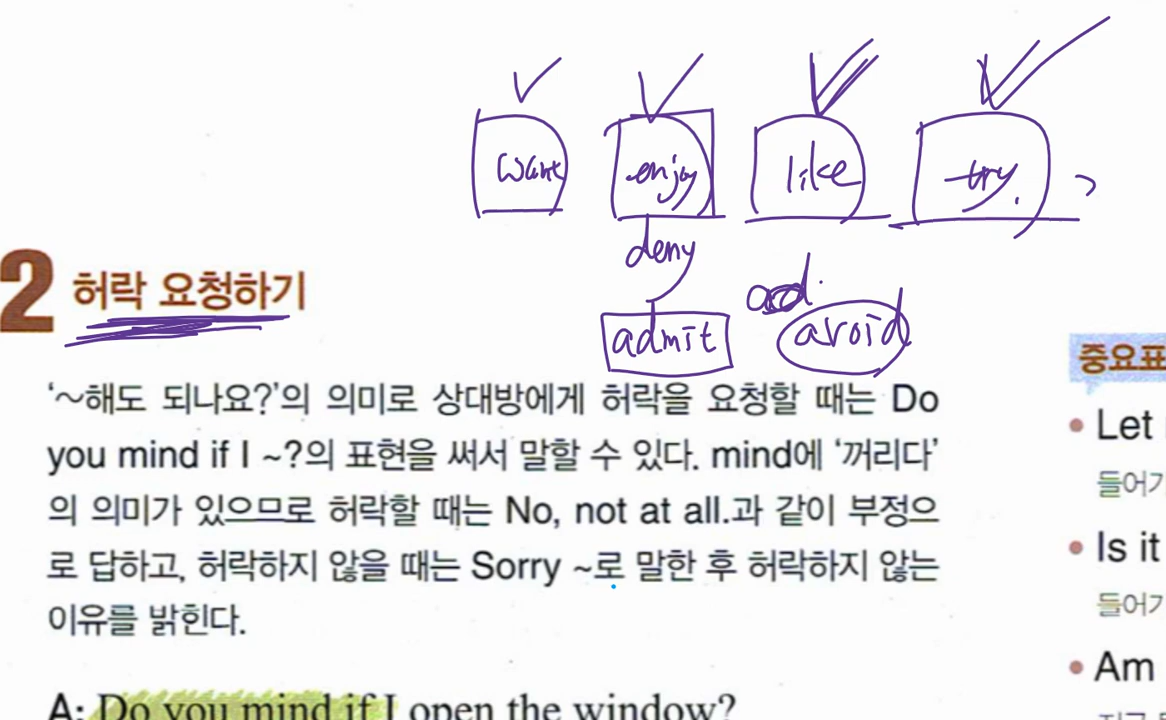 want enjoy like try
deny
ad.
admit avoid
2 허락 요청하기
'~해도 되나요?'의 의미로 상대방에게 허락을 요청할 때는 Do
you mind if I ~?의 표현을 써서 말할 수 있다. mind에 '꺼리다'
의 의미가 있으므로 허락할 때는 No, not at all.과 같이 부정으
로 답하고, 허락하지 않을 때는 Sorry ~로 말한 후 허락하지 않는
이유를 밝힌다.
A: Do you mind if I open the window?
중요표
• Let
들어가
• Is it
들어가
• Am